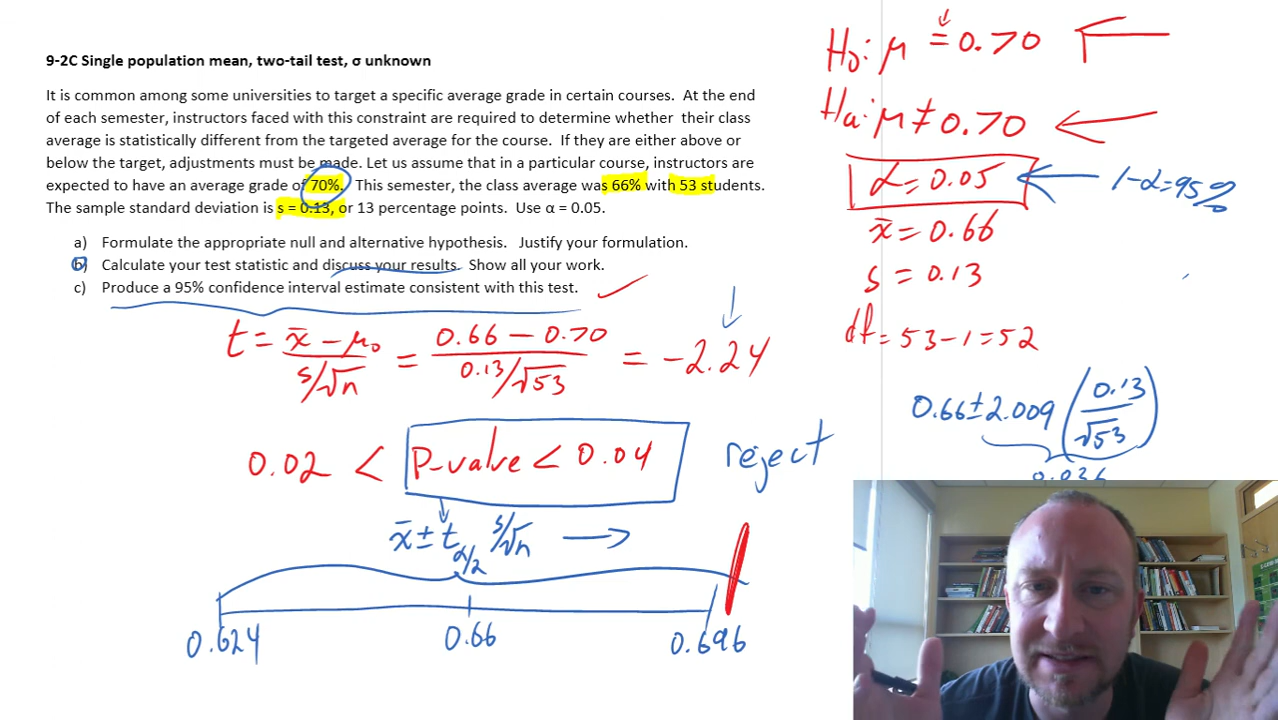 9-2C Single population mean, two-tail test, σ unknown
It is common among some universities to target a specific average grade in certain courses.  At the end
of each semester, instructors faced with this constraint are required to determine whether  their class
average is statistically different from the targeted average for the course.  If they are either above or
below the target, adjustments must be made. Let us assume that in a particular course, instructors are
expected to have an average grade of 70%.  This semester, the class average was 66% with 53 students.
The sample standard deviation is s = 0.13, or 13 percentage points.  Use α = 0.05.
a) Formulate the appropriate null and alternative hypothesis.  Justify your formulation.
b) Calculate your test statistic and discuss your results.  Show all your work.
c) Produce a 95% confidence interval estimate consistent with this test.
t = x̄ - μ₀ / s/√n = 0.66 - 0.70 / 0.13/√53 = -2.24
0.02 < P-value < 0.04 reject
x̄ ± t α/2 s/√n →
0.624 0.66 0.696
H₀: μ = 0.70
Ha: μ ≠ 0.70
α = 0.05 1-α=95%
x̄ = 0.66
s = 0.13
df = 53-1=52
0.66 ± 2.009 (0.13/√53)
0.036